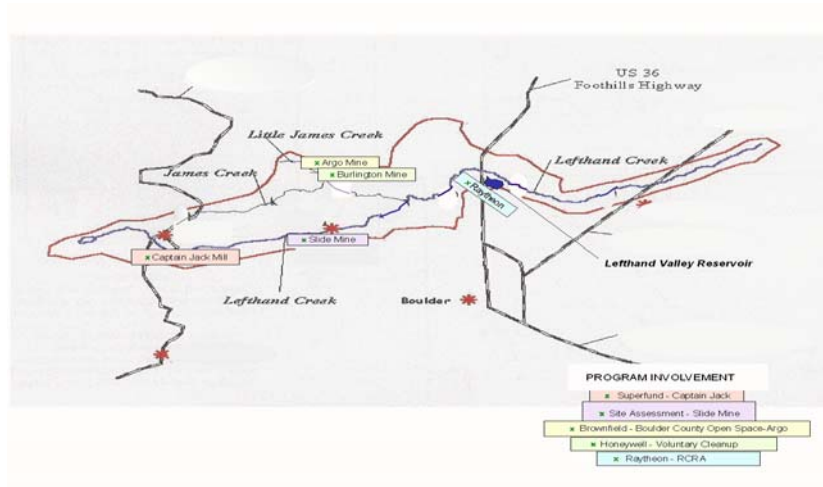 US 36
Foothills Highway
Little James Creek
Argo Mine
Lefthand Creek
James Creek
Burlington Mine
Raytheon
Slide Mine
Captain Jack Mill
Lefthand Valley Reservoir
Lefthand Creek
Boulder
PROGRAM INVOLVEMENT
Superfund - Captain Jack
Site Assessment - Slide Mine
Brownfield - Boulder County Open Space-Argo
Honeywell - Voluntary Cleanup
Raytheon - RCRA